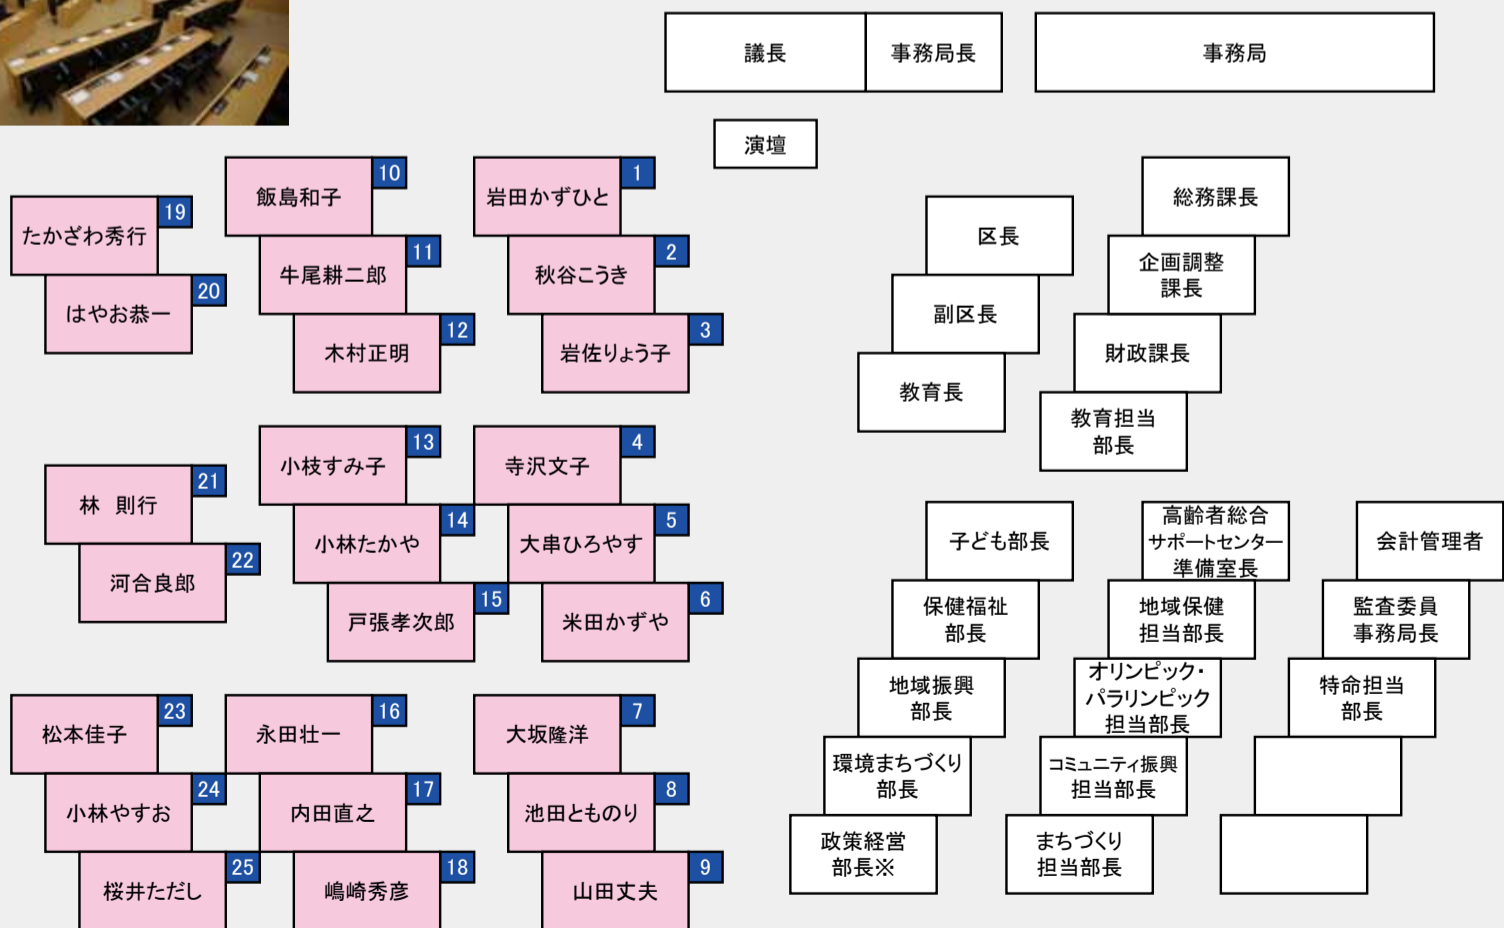 議長
事務局長
事務局
演壇
岩田かずひと
1
秋谷こうき
2
岩佐りょう子
3
寺沢文子
4
大串ひろやす
5
米田かずや
6
大坂隆洋
7
池田とものり
8
山田丈夫
9
飯島和子
10
牛尾耕二郎
11
木村正明
12
小枝すみ子
13
小林たかや
14
戸張孝次郎
15
永田壮一
16
内田直之
17
嶋崎秀彦
18
たかざわ秀行
19
はやお恭一
20
林 則行
21
河合良郎
22
松本佳子
23
小林やすお
24
桜井ただし
25
区長
副区長
教育長
総務課長
企画調整
課長
財政課長
教育担当
部長
子ども部長
保健福祉
部長
地域振興
部長
環境まちづくり
部長
政策経営
部長※
高齢者総合
サポートセンター
準備室長
地域保健
担当部長
オリンピック・
パラリンピック
担当部長
コミュニティ振興
担当部長
まちづくり
担当部長
会計管理者
監査委員
事務局長
特命担当
部長